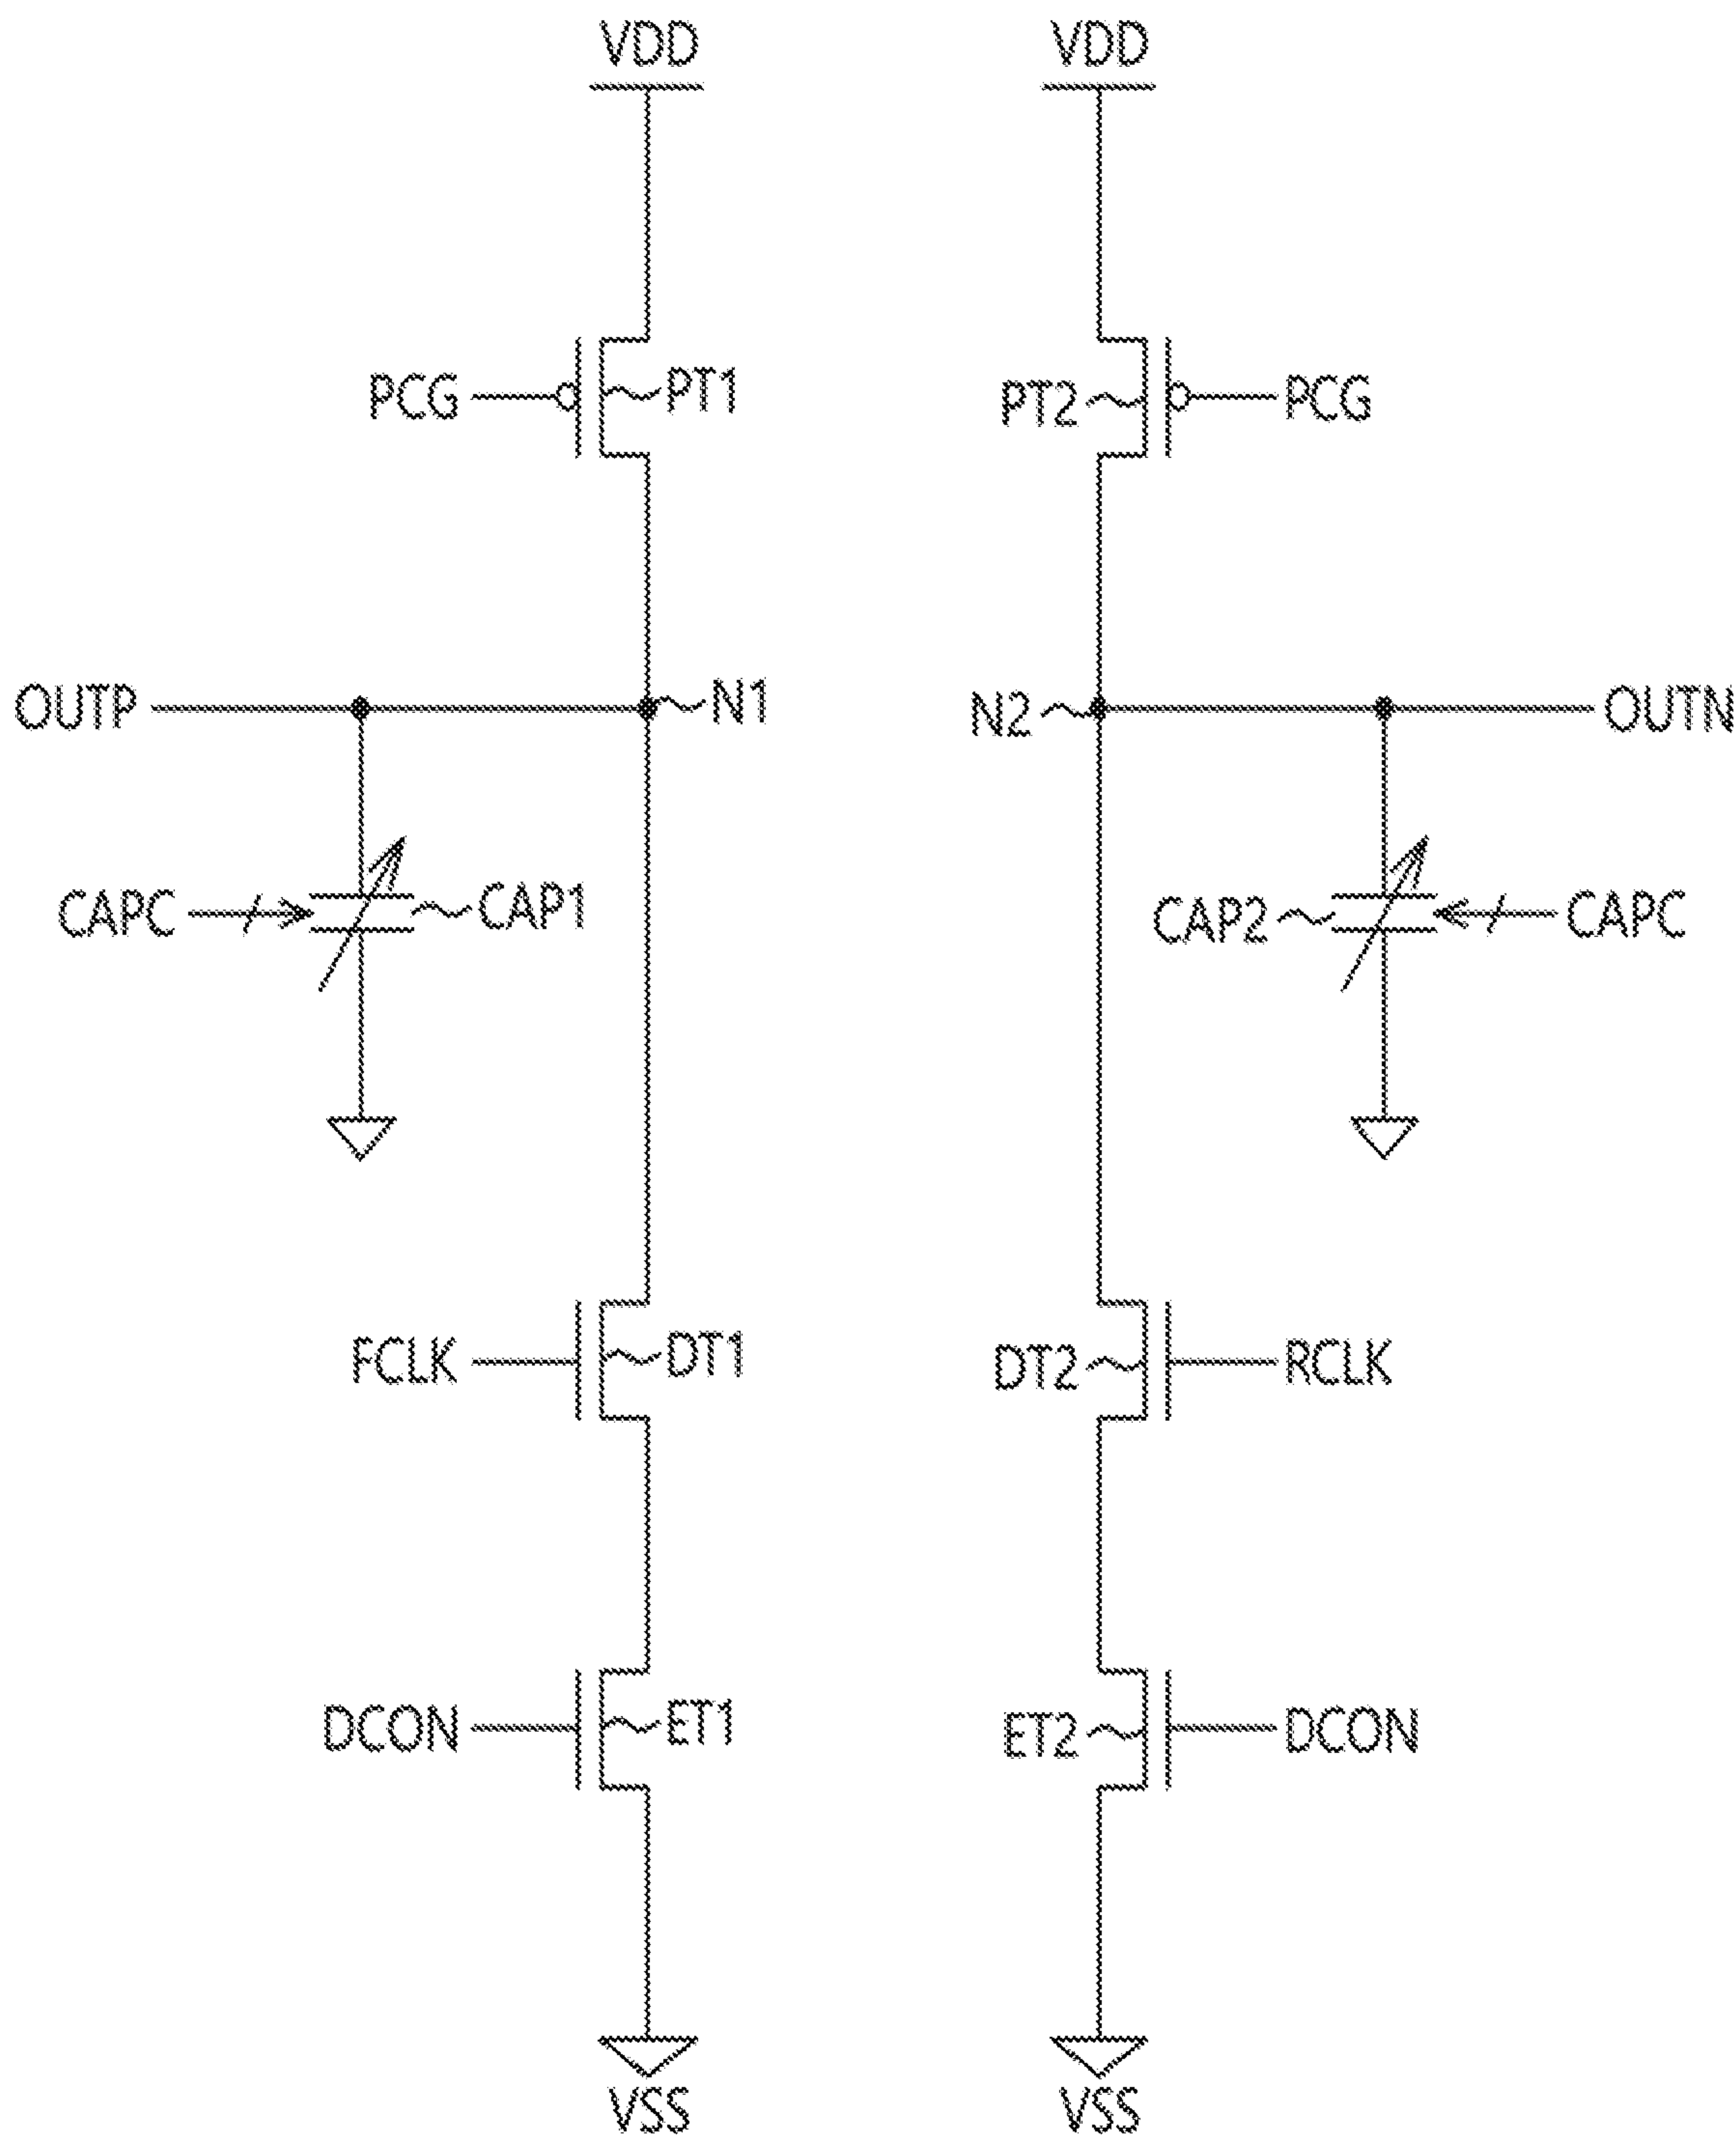 VDD VDD
PCG PT1 PT2 PCG
OUTP N1 N2 OUTN
CAPC CAP1 CAP2 CAPC
FCLK DT1 DT2 RCLK
DCON ET1 ET2 DCON
VSS VSS